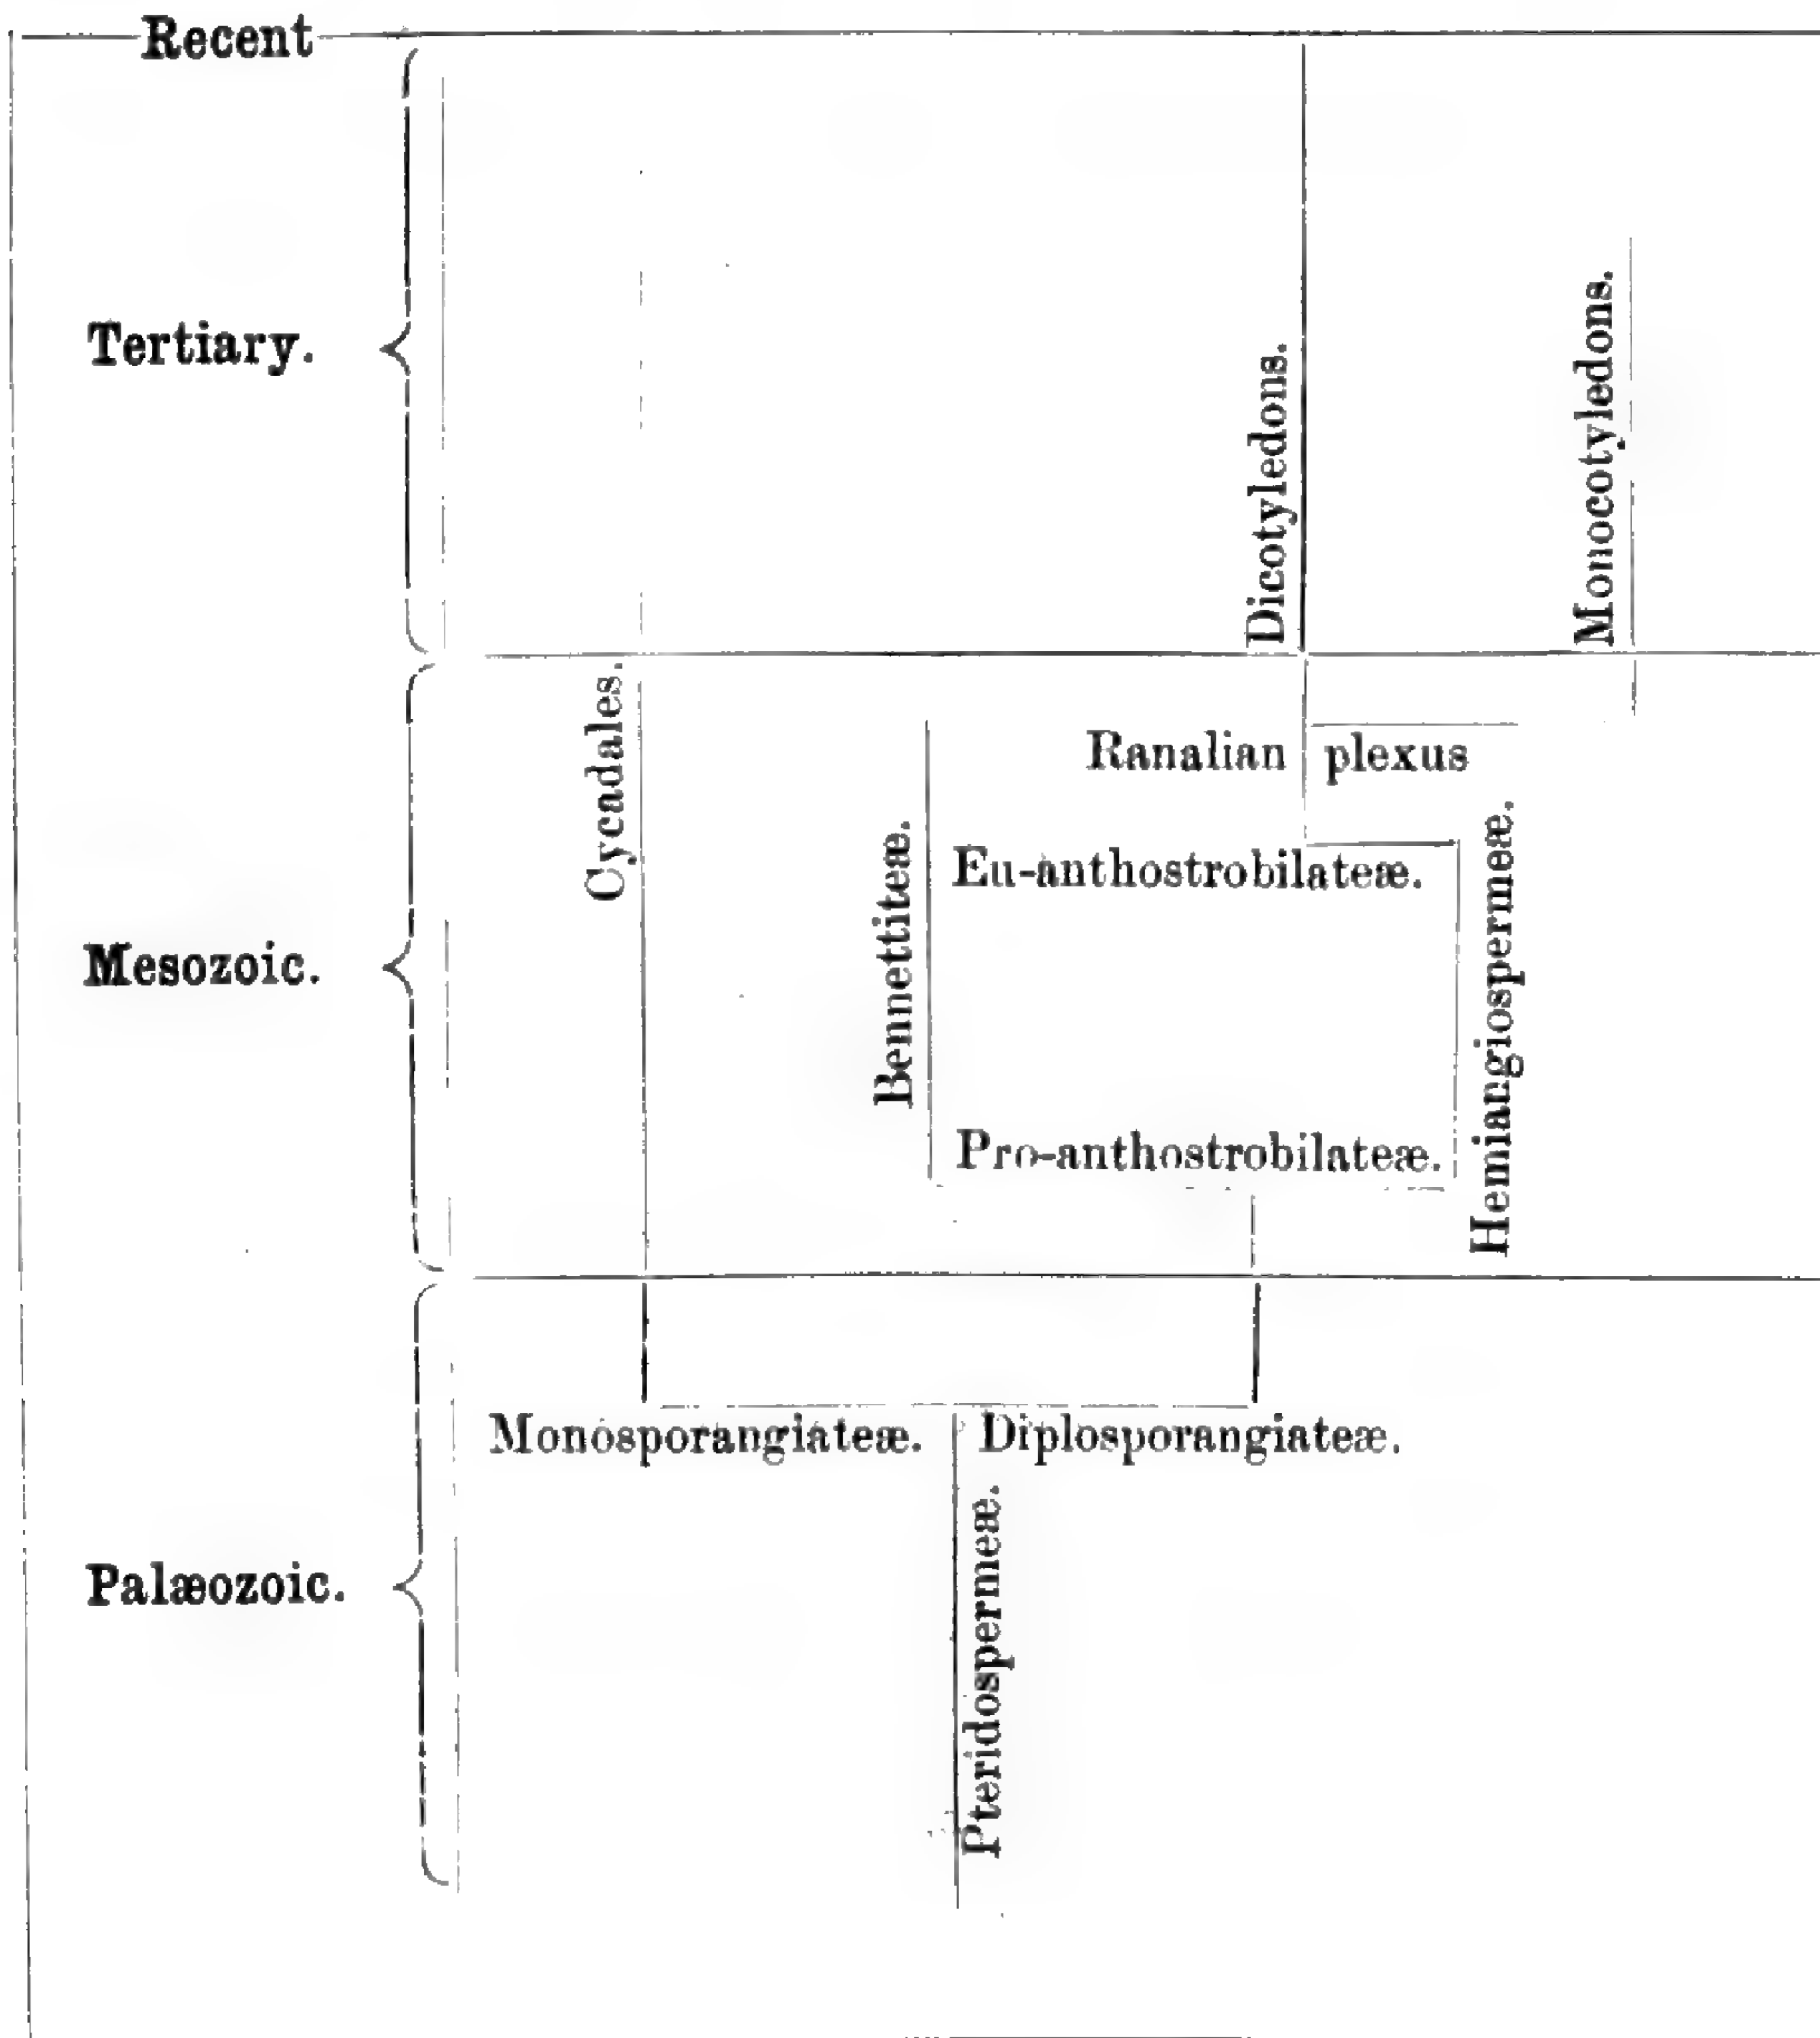 Recent
Tertiary.
Dicotyledons.
Monocotyledons.
Cycadales.
Ranalian plexus
Bennettiteæ.
Eu-anthostrobilateæ.
Hemiangiospermeæ.
Mesozoic.
Pro-anthostrobilateæ.
Monosporangiateæ.
Diplosporangiateæ.
Pteridospermeæ.
Palæozoic.